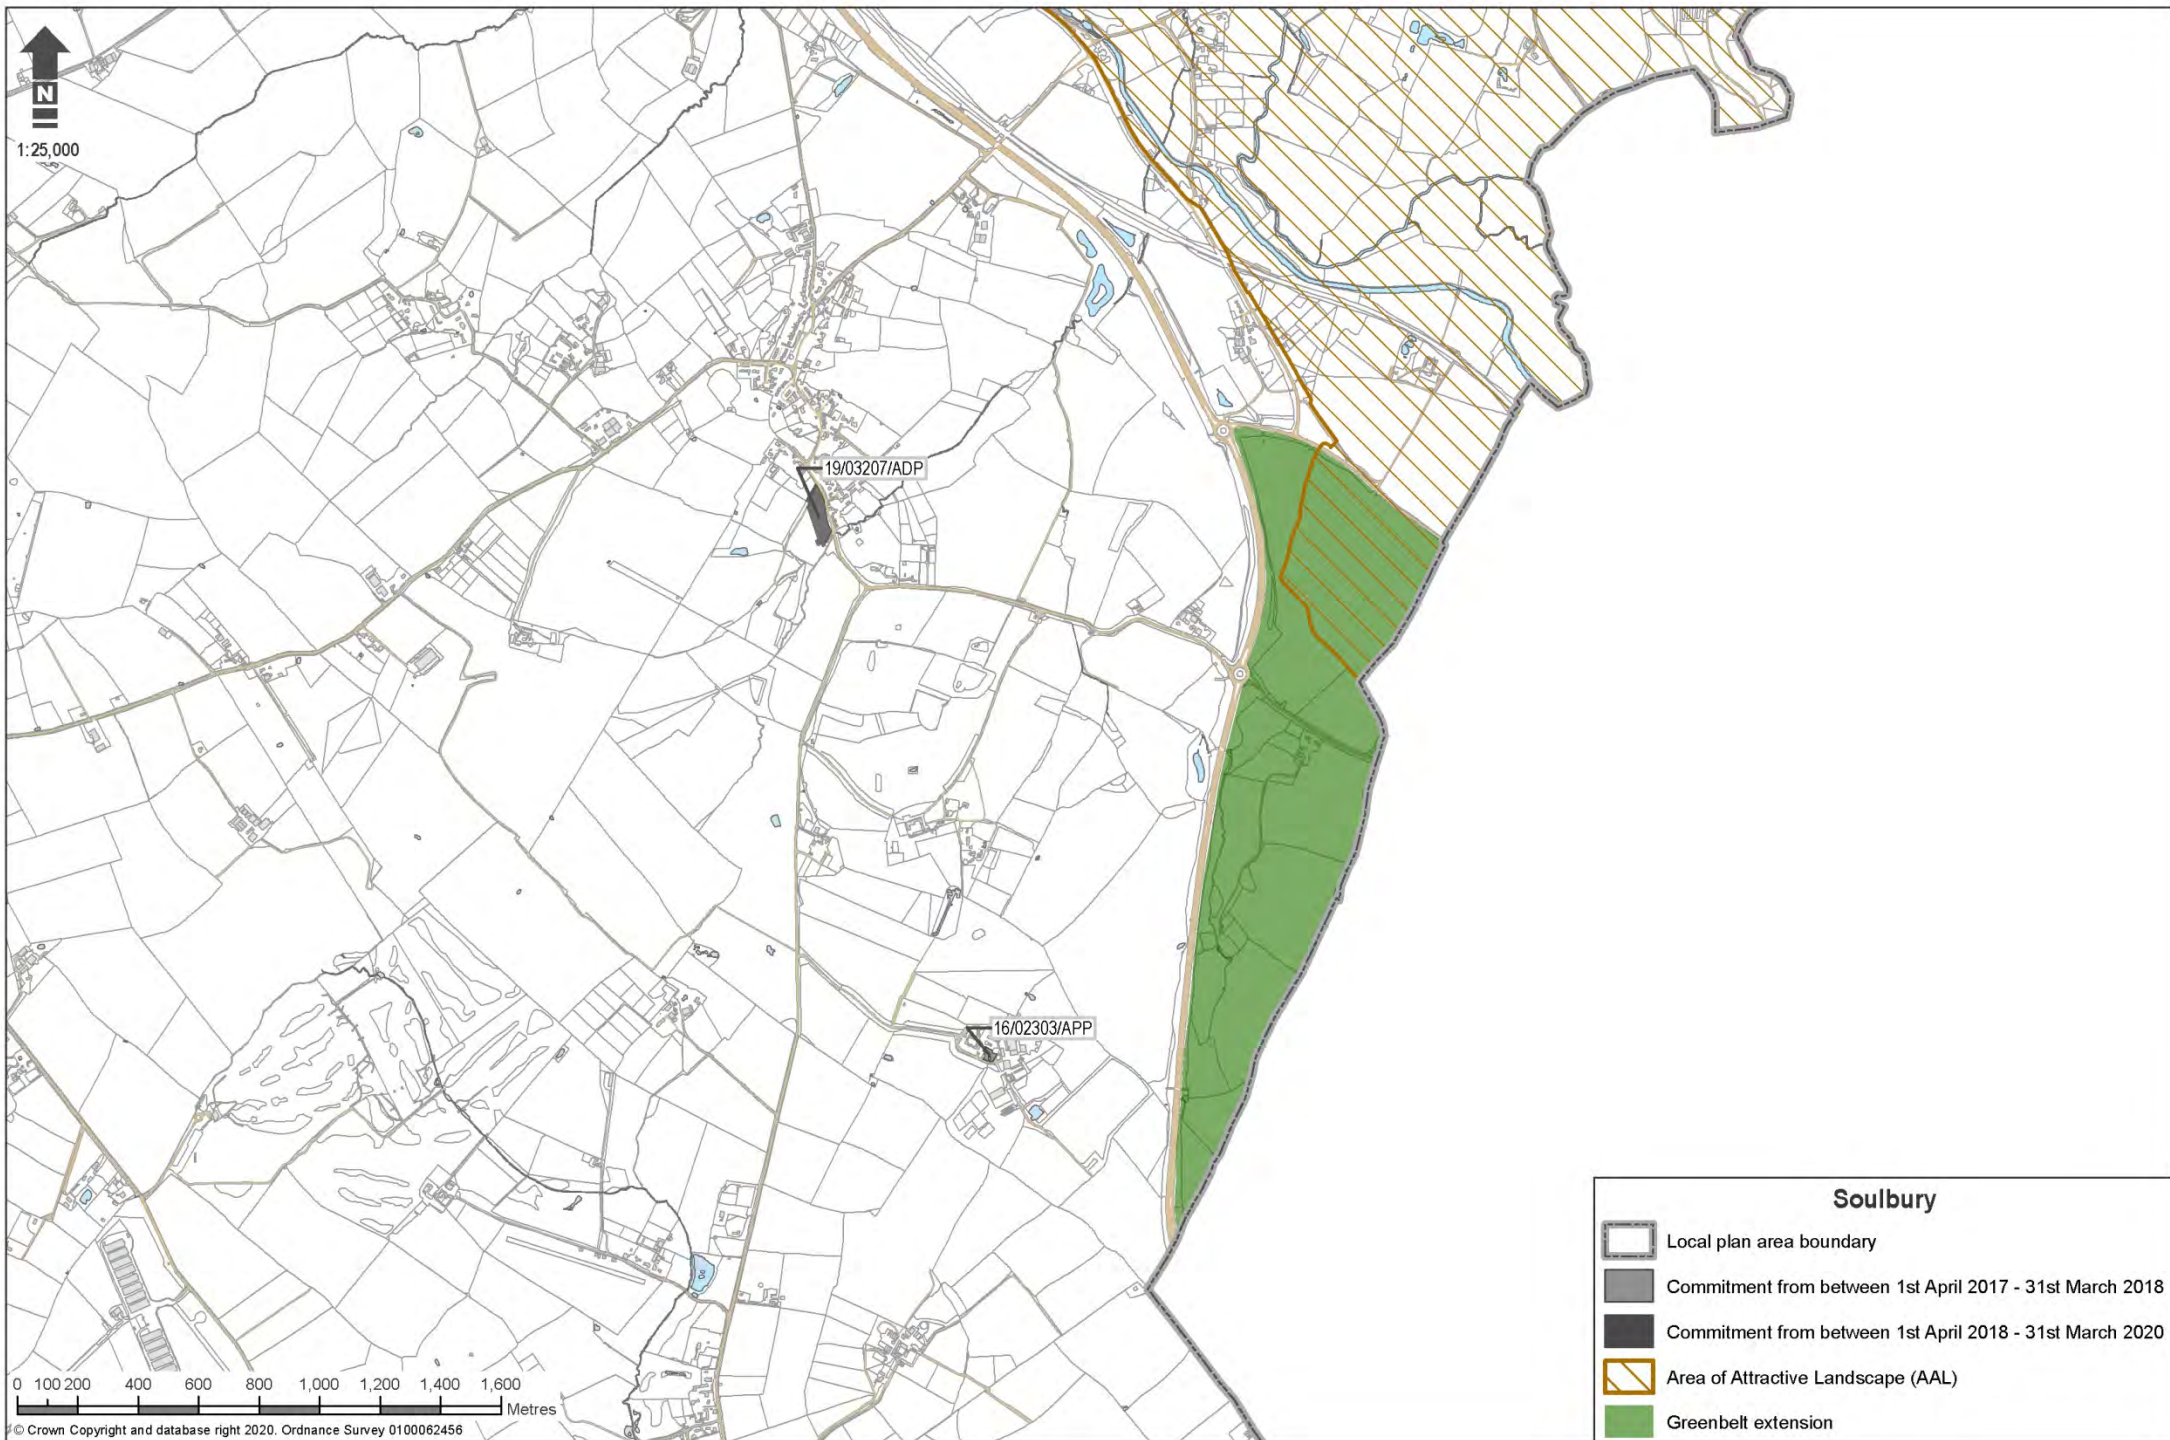 N
1:25,000
19/03207/ADP
16/02303/APP
Soulbury
Local plan area boundary
Commitment from between 1st April 2017 - 31st March 2018
Commitment from between 1st April 2018 - 31st March 2020
Area of Attractive Landscape (AAL)
Greenbelt extension
0 100 200 400 600 800 1,000 1,200 1,400 1,600
Metres
© Crown Copyright and database right 2020. Ordnance Survey 0100062456